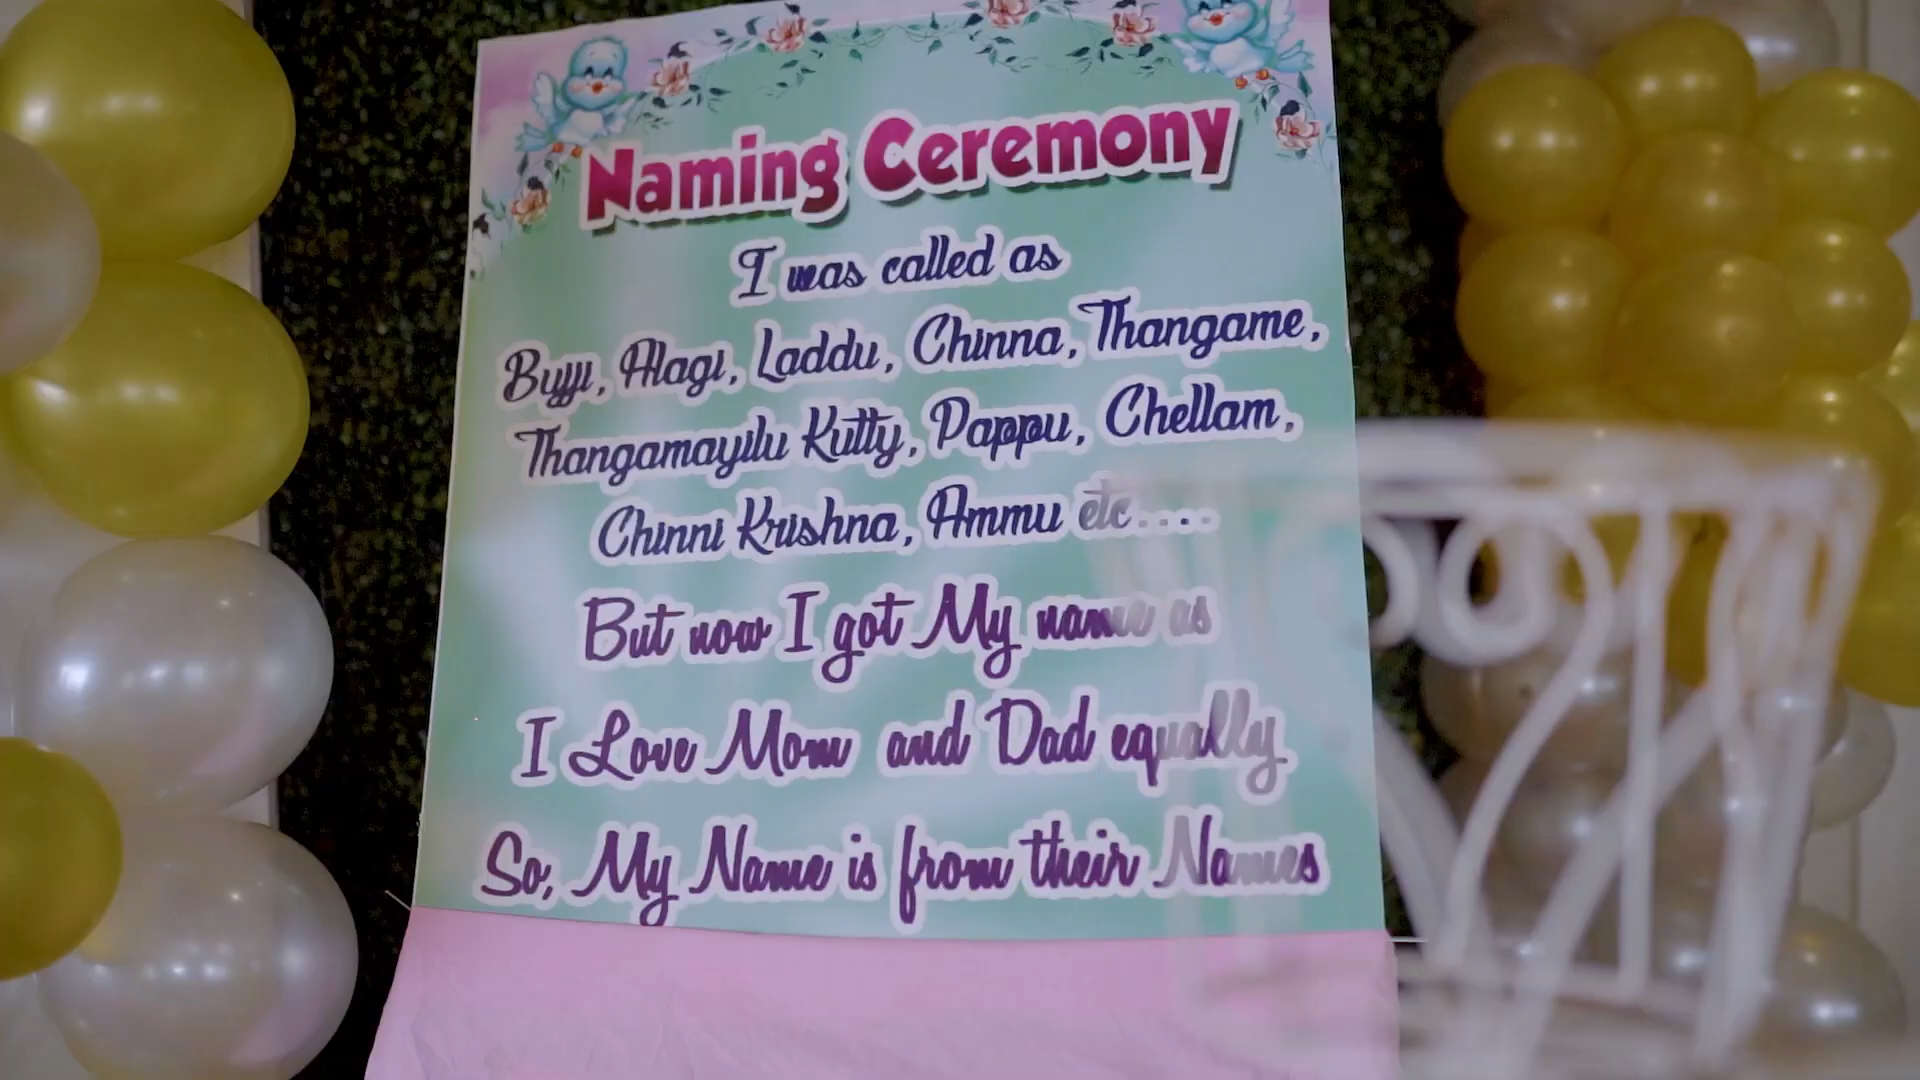 Naming Ceremony
I was called as
Bujji, Alagi, Laddu, Chinna, Thangame,
Thangamayilu Kutty, Pappu, Chellam,
Chinni Krishna, Ammu etc....
But now I got My name as
I Love Mom and Dad equally
So, My Name is from their Names